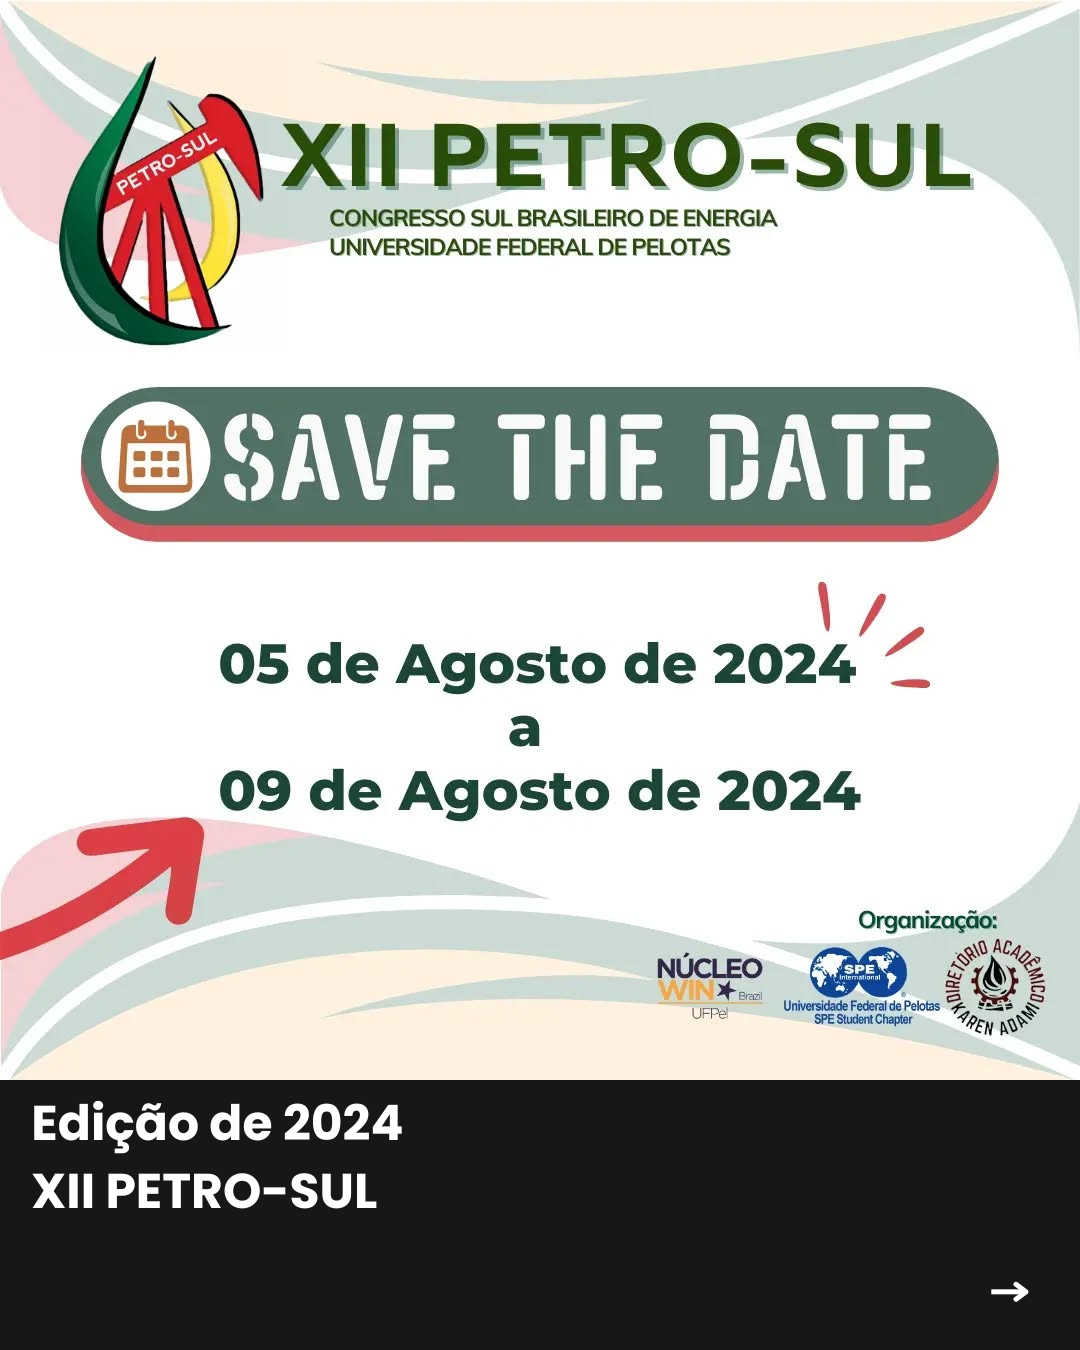 PETRO-SUL
XII PETRO-SUL
CONGRESSO SUL BRASILEIRO DE ENERGIA
UNIVERSIDADE FEDERAL DE PELOTAS
SAVE THE DATE
05 de Agosto de 2024
a
09 de Agosto de 2024
Organização:
NÚCLEO
WIN Brazil
UFPel
SPE
International
Universidade Federal de Pelotas
SPE Student Chapter
DIRETÓRIO ACADÊMICO
KAREN ADAMI
Edição de 2024
XII PETRO-SUL